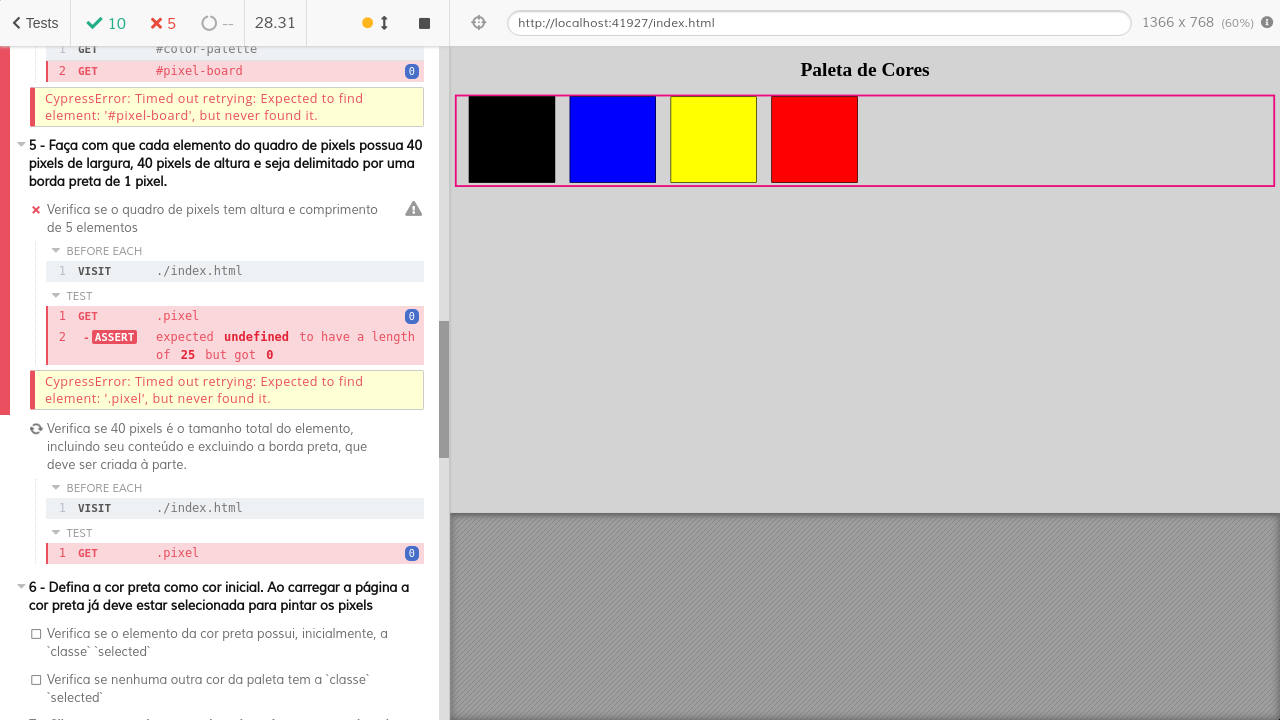 Tests 10 5 -- 28.31 http://localhost:41927/index.html 1366 x 768 (60%)
1 GET #color-palette
2 GET #pixel-board 0
CypressError: Timed out retrying: Expected to find
element: '#pixel-board', but never found it.
5 - Faça com que cada elemento do quadro de pixels possua 40
pixels de largura, 40 pixels de altura e seja delimitado por uma
borda preta de 1 pixel.
Verifica se o quadro de pixels tem altura e comprimento
de 5 elementos
BEFORE EACH
1 VISIT ./index.html
TEST
1 GET .pixel 0
2 -ASSERT expected undefined to have a length
of 25 but got 0
CypressError: Timed out retrying: Expected to find
element: '.pixel', but never found it.
Verifica se 40 pixels é o tamanho total do elemento,
incluindo seu conteúdo e excluindo a borda preta, que
deve ser criada à parte.
BEFORE EACH
1 VISIT ./index.html
TEST
1 GET .pixel 0
6 - Defina a cor preta como cor inicial. Ao carregar a página a
cor preta já deve estar selecionada para pintar os pixels
Verifica se o elemento da cor preta possui, inicialmente, a
`classe` `selected`
Verifica se nenhuma outra cor da paleta tem a `classe`
`selected`
Paleta de Cores